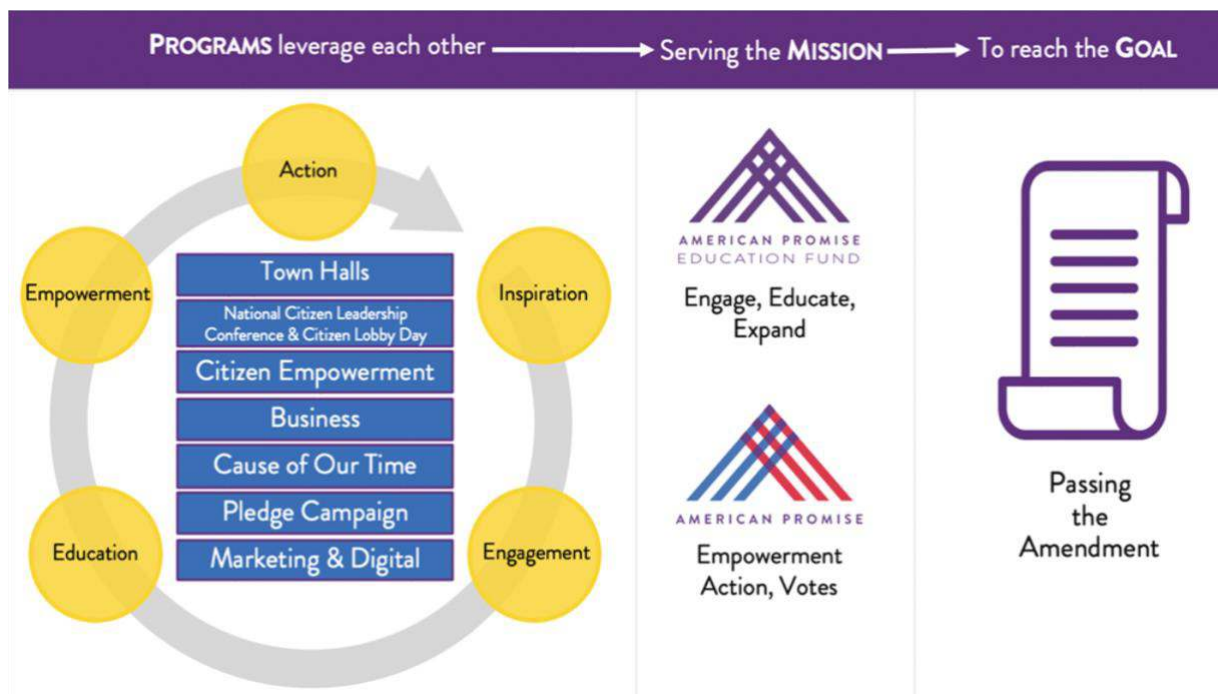 PROGRAMS leverage each other
Serving the MISSION
To reach the GOAL
Action
Empowerment
Inspiration
Education
Engagement
Town Halls
National Citizen Leadership
Conference & Citizen Lobby Day
Citizen Empowerment
Business
Cause of Our Time
Pledge Campaign
Marketing & Digital
AMERICAN PROMISE
EDUCATION FUND
Engage, Educate,
Expand
AMERICAN PROMISE
Empowerment
Action, Votes
Passing
the
Amendment